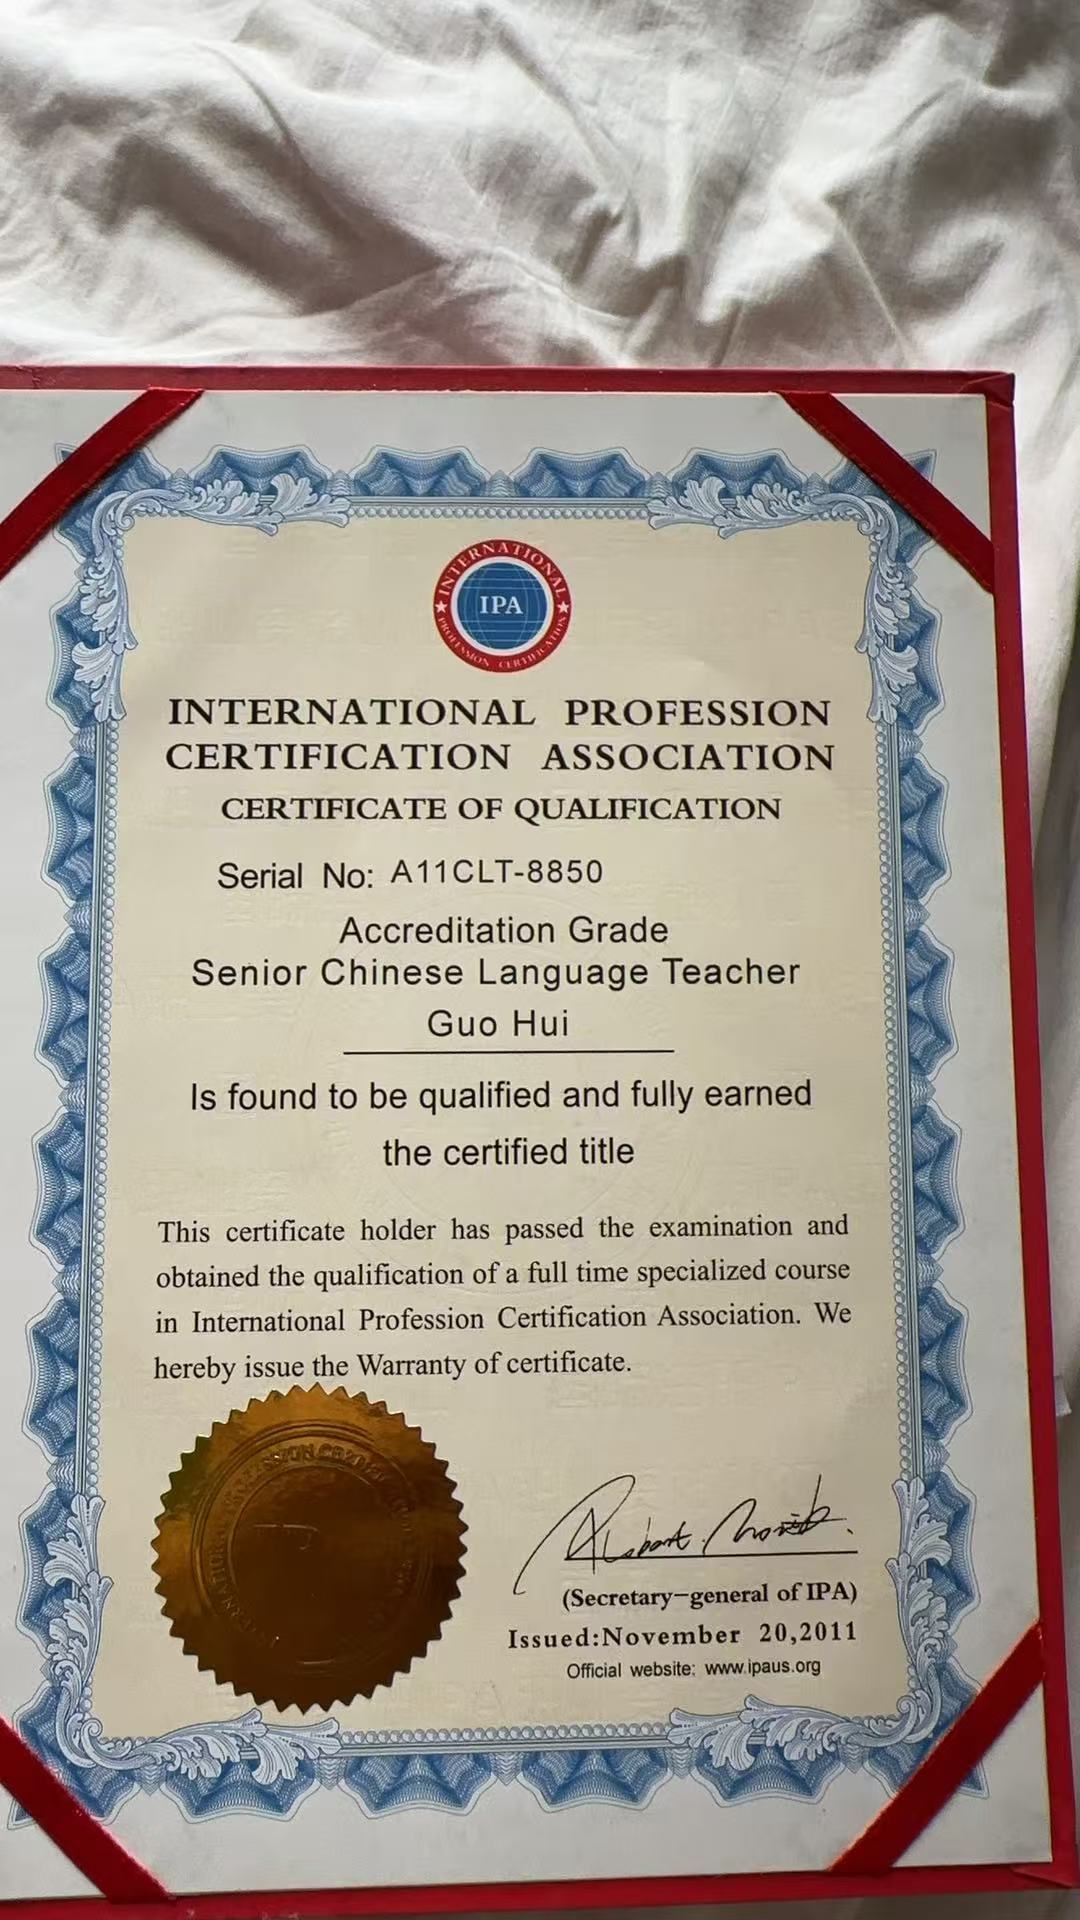 INTERNATIONAL
IPA
PROFESSION CERTIFICATION
INTERNATIONAL PROFESSION
CERTIFICATION ASSOCIATION
CERTIFICATE OF QUALIFICATION
Serial No: A11CLT-8850
Accreditation Grade
Senior Chinese Language Teacher
Guo Hui
Is found to be qualified and fully earned
the certified title
This certificate holder has passed the examination and
obtained the qualification of a full time specialized course
in International Profession Certification Association. We
hereby issue the Warranty of certificate.
(Secretary-general of IPA)
Issued:November 20,2011
Official website: www.ipaus.org